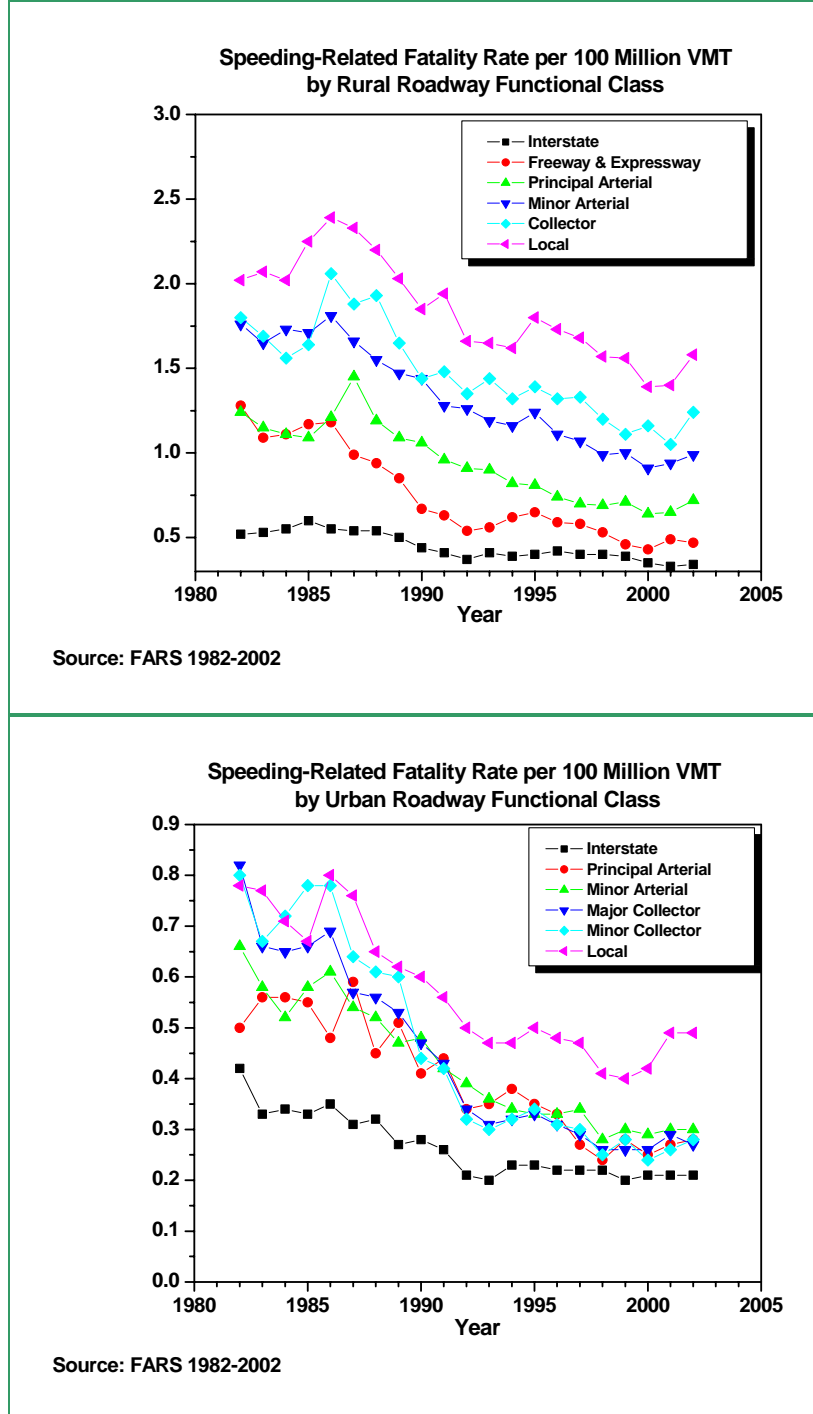 Speeding-Related Fatality Rate per 100 Million VMT
by Rural Roadway Functional Class
3.0
2.5
2.0
1.5
1.0
0.5
Interstate
Freeway & Expressway
Principal Arterial
Minor Arterial
Collector
Local
1980 1985 1990 1995 2000 2005
Year
Source: FARS 1982-2002
Speeding-Related Fatality Rate per 100 Million VMT
by Urban Roadway Functional Class
0.9
0.8
0.7
0.6
0.5
0.4
0.3
0.2
0.1
0.0
Interstate
Principal Arterial
Minor Arterial
Major Collector
Minor Collector
Local
1980 1985 1990 1995 2000 2005
Year
Source: FARS 1982-2002